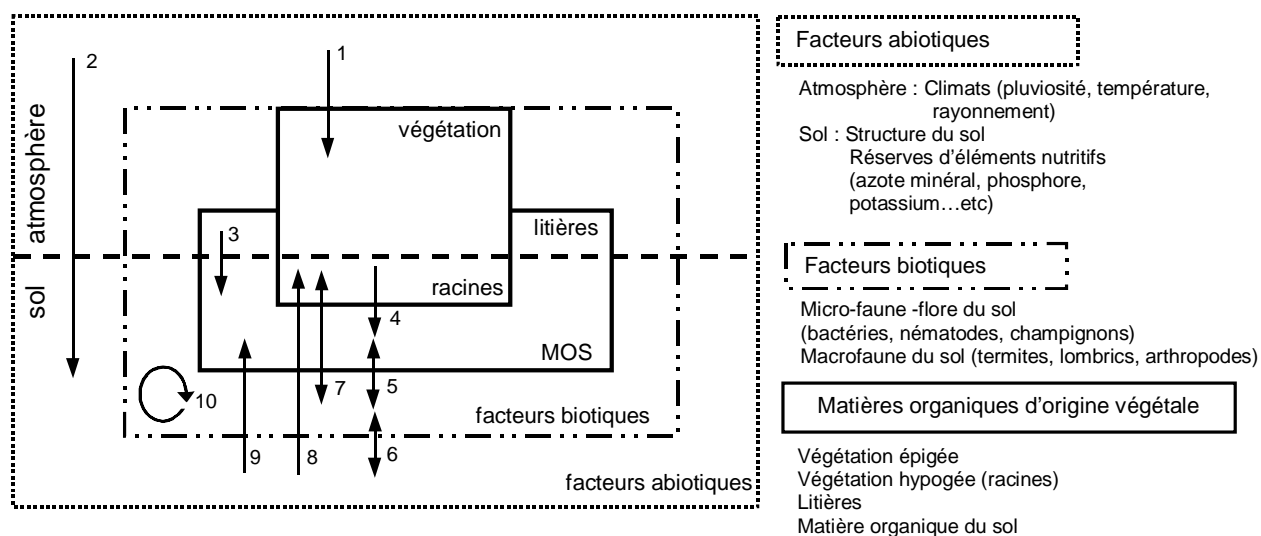 1
2
atmosphère
végétation
litières
3
sol
racines
4
MOS
5
7
10
facteurs biotiques
9
8
6
facteurs abiotiques
Facteurs abiotiques
Atmosphère : Climats (pluviosité, température,
rayonnement)
Sol : Structure du sol
Réserves d'éléments nutritifs
(azote minéral, phosphore,
potassium…etc)
Facteurs biotiques
Micro-faune -flore du sol
(bactéries, nématodes, champignons)
Macrofaune du sol (termites, lombrics, arthropodes)
Matières organiques d'origine végétale
Végétation épigée
Végétation hypogée (racines)
Litières
Matière organique du sol